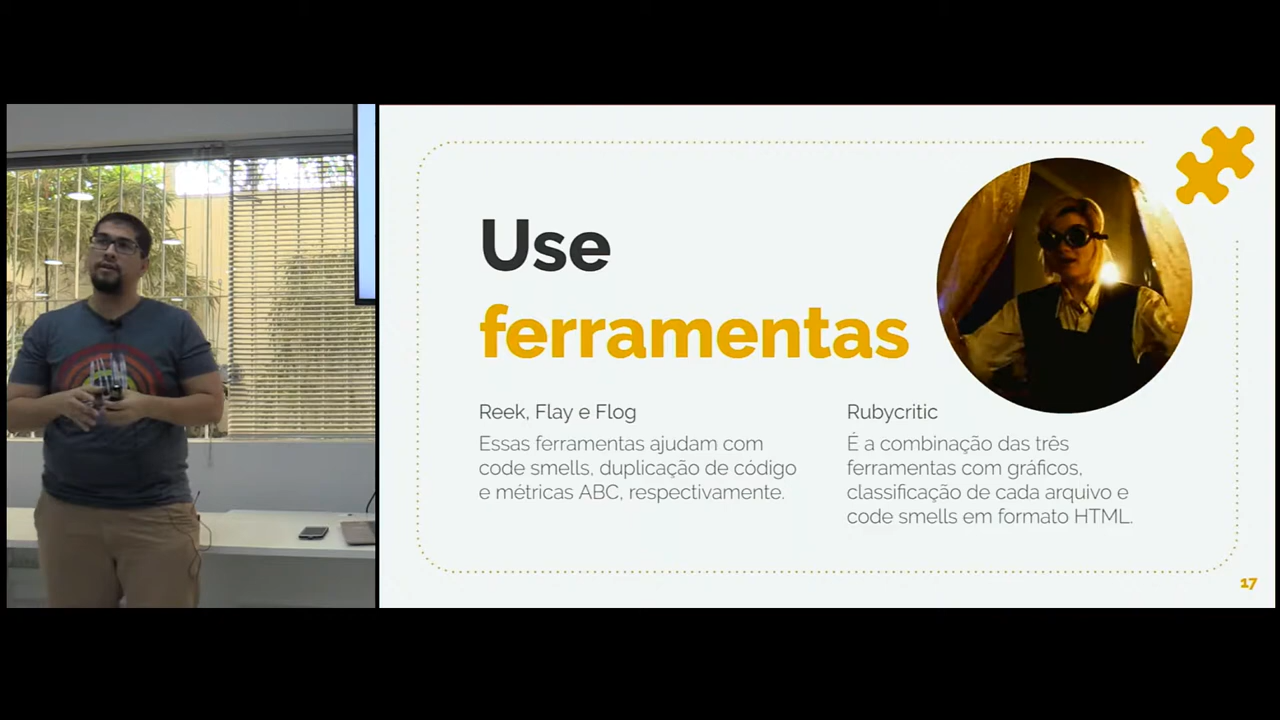 Use
ferramentas
Reek, Flay e Flog
Essas ferramentas ajudam com
code smells, duplicação de código
e métricas ABC, respectivamente.
Rubycritic
É a combinação das três
ferramentas com gráficos,
classificação de cada arquivo e
code smells em formato HTML.
17